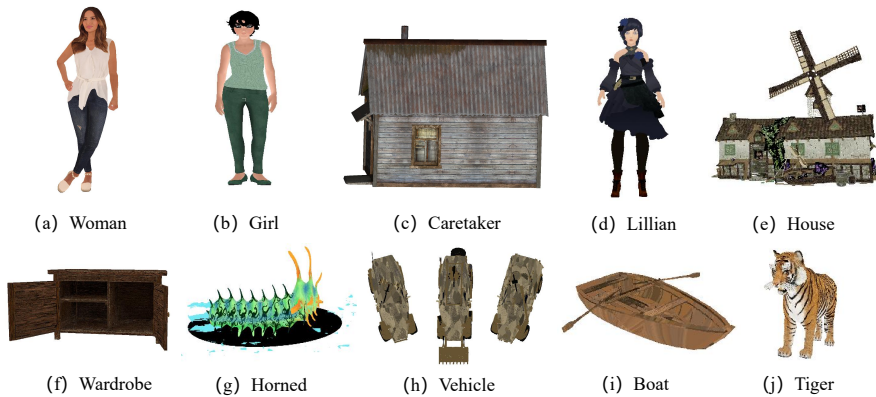 (a) Woman
(b) Girl
(c) Caretaker
(d) Lillian
(e) House
(f) Wardrobe
(g) Horned
(h) Vehicle
(i) Boat
(j) Tiger